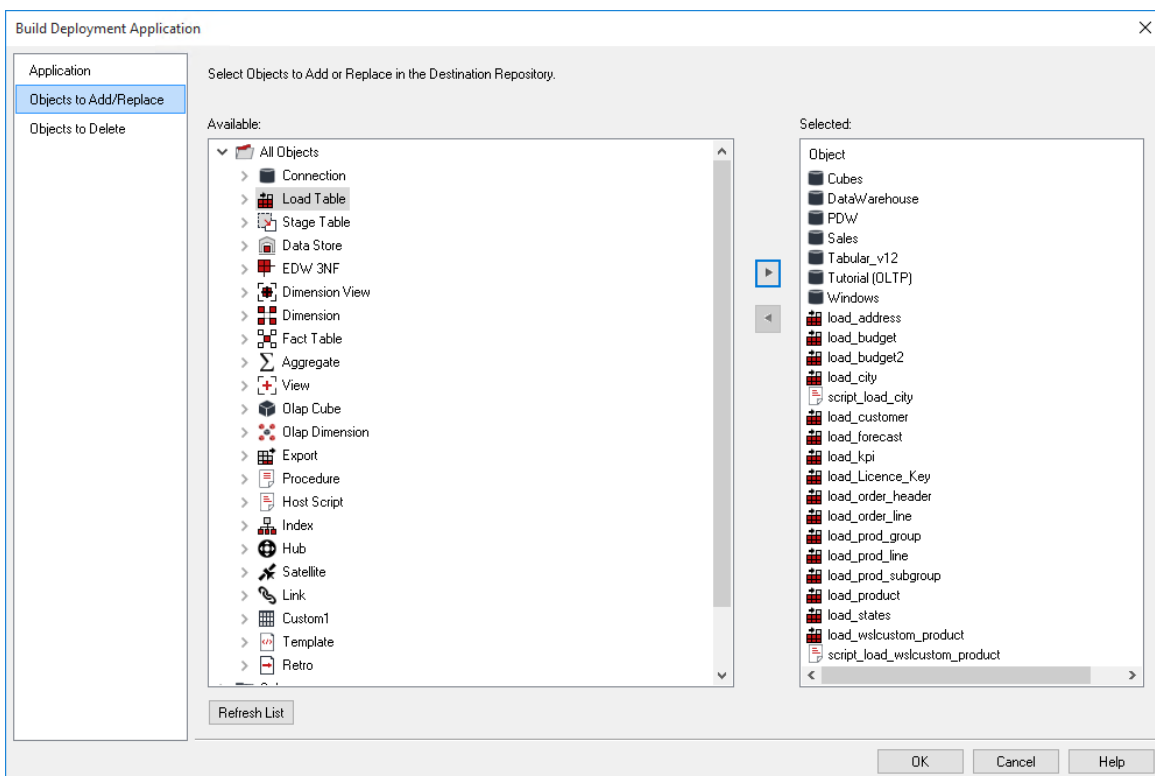 Build Deployment Application
Application
Objects to Add/Replace
Objects to Delete
Select Objects to Add or Replace in the Destination Repository.
Available:
All Objects
Connection
Load Table
Stage Table
Data Store
EDW 3NF
Dimension View
Dimension
Fact Table
Aggregate
View
Olap Cube
Olap Dimension
Export
Procedure
Host Script
Index
Hub
Satellite
Link
Custom1
Template
Retro
Refresh List
Selected:
Object
Cubes
DataWarehouse
PDW
Sales
Tabular_v12
Tutorial (OLTP)
Windows
load_address
load_budget
load_budget2
load_city
script_load_city
load_customer
load_forecast
load_kpi
load_Licence_Key
load_order_header
load_order_line
load_prod_group
load_prod_line
load_prod_subgroup
load_product
load_states
load_wslcustom_product
script_load_wslcustom_product
OK
Cancel
Help